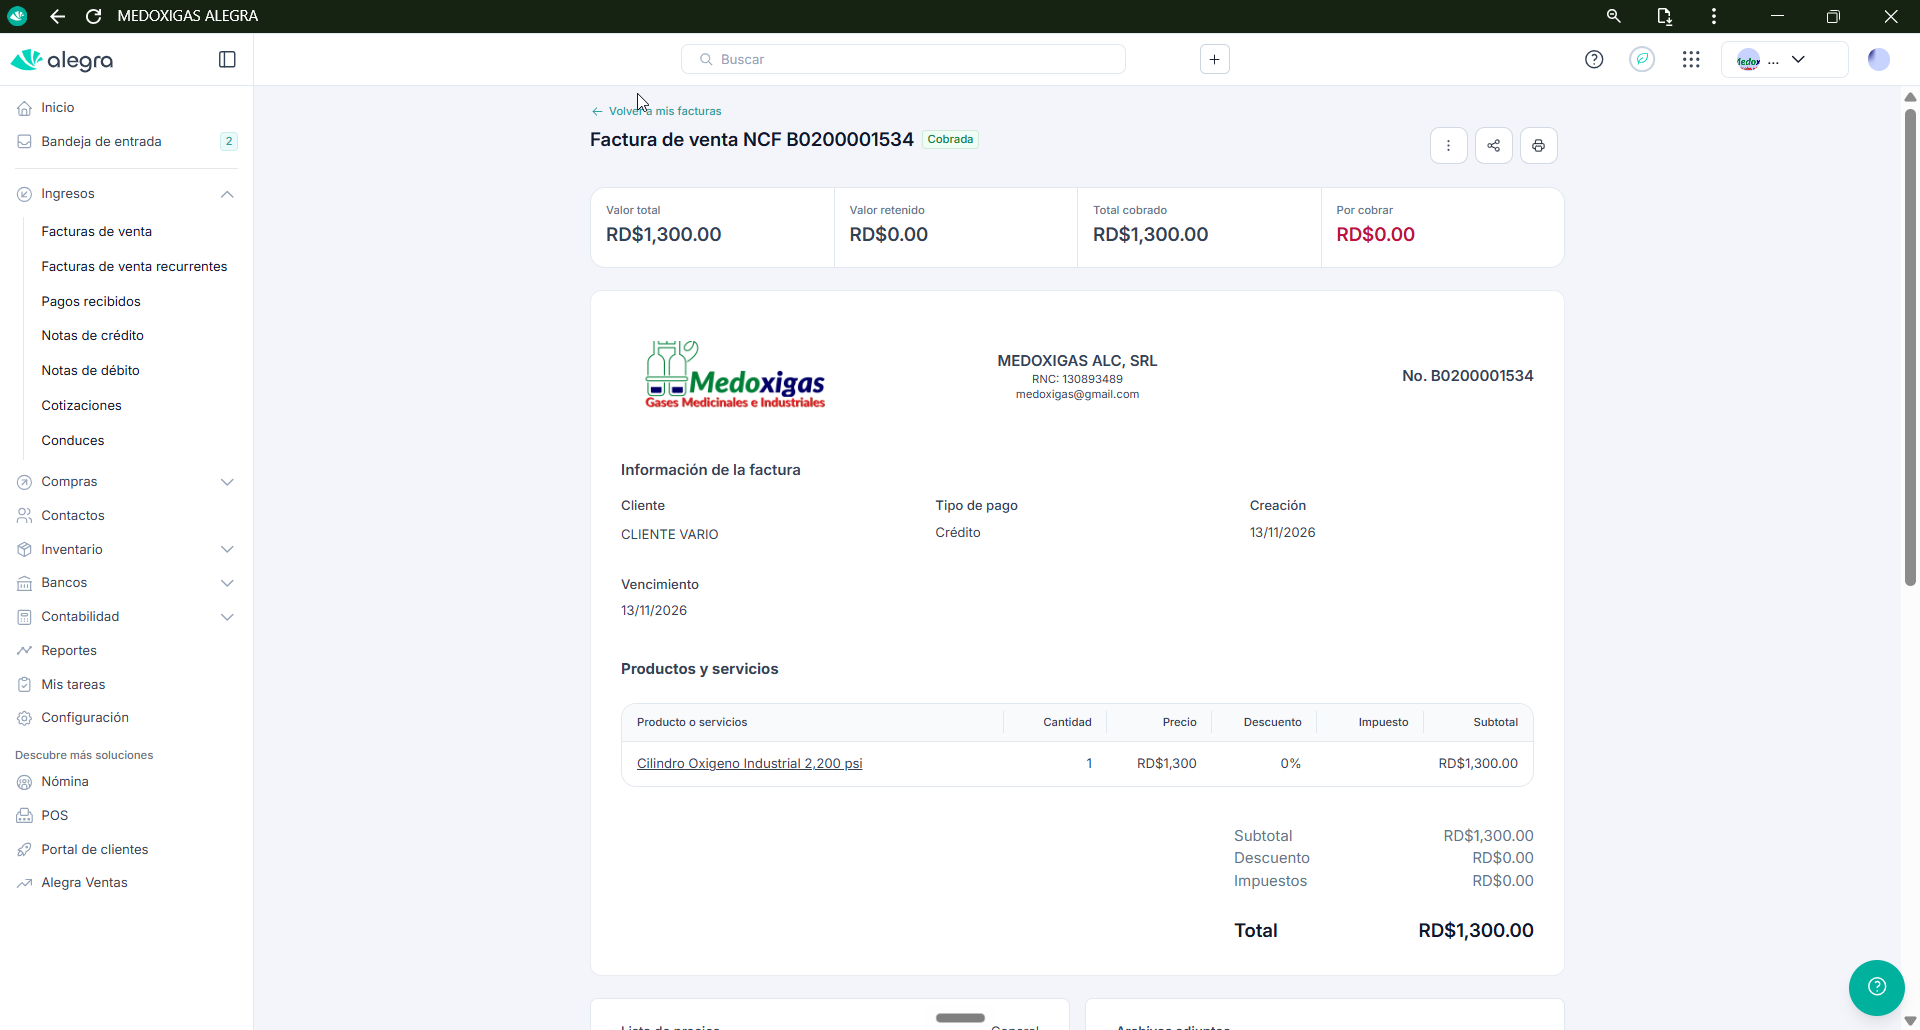 MEDOXIGAS ALEGRA
alegra
Buscar
Medox ...
Inicio
Bandeja de entrada 2
Ingresos
Facturas de venta
Facturas de venta recurrentes
Pagos recibidos
Notas de crédito
Notas de débito
Cotizaciones
Conduces
Compras
Contactos
Inventario
Bancos
Contabilidad
Reportes
Mis tareas
Configuración
Descubre más soluciones
Nómina
POS
Portal de clientes
Alegra Ventas
Volver a mis facturas
Factura de venta NCF B0200001534 Cobrada
Valor total Valor retenido Total cobrado Por cobrar
RD$1,300.00 RD$0.00 RD$1,300.00 RD$0.00
Medoxigas
Gases Medicinales e Industriales
MEDOXIGAS ALC, SRL
RNC: 130893489
medoxigas@gmail.com
No. B0200001534
Información de la factura
Cliente Tipo de pago Creación
CLIENTE VARIO Crédito 13/11/2026
Vencimiento
13/11/2026
Productos y servicios
Producto o servicios Cantidad Precio Descuento Impuesto Subtotal
Cilindro Oxigeno Industrial 2,200 psi 1 RD$1,300 0% RD$1,300.00
Subtotal RD$1,300.00
Descuento RD$0.00
Impuestos RD$0.00
Total RD$1,300.00
Lista de precios General Archivos adjuntos